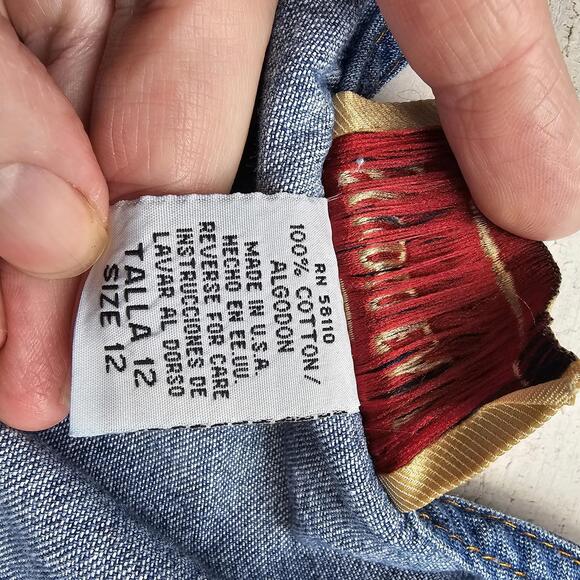 RN 58110
100% COTTON/
ALGODON
MADE IN U.S.A
HECHO EN EE.UU.
REVERSE FOR CARE
INSTRUCCIONES DE
LAVAR AL DORSO
TALLA 12
SIZE 12